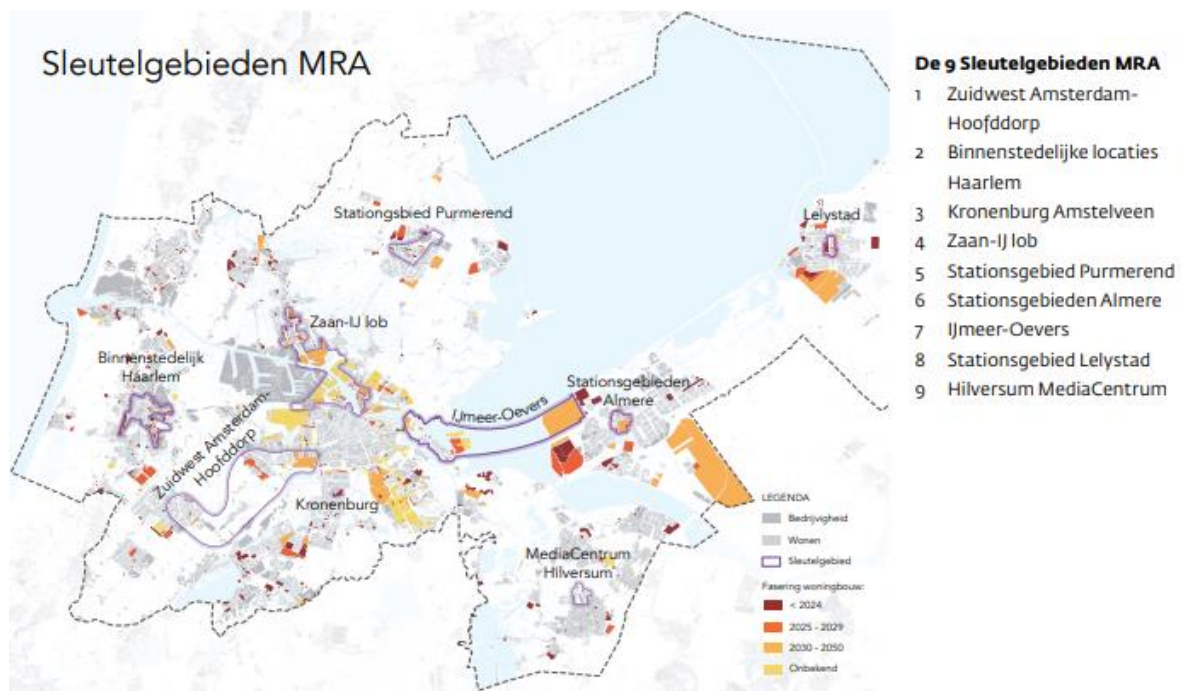 Sleutelgebieden MRA
Stationgsbied Purmerend
Lelystad
Zaan-IJ lob
Binnenstedelijk
Haarlem
Stationsgebieden
Almere
IJmeer-Oevers
Zuidwest Amsterdam-
Hoofddorp
Kronenburg
MediaCentrum
Hilversum
LEGENDA
Bedrijvigheid
Wonen
Sleutelgebied
Fasering woningbouw:
< 2024
2025 - 2029
2030 - 2050
Onbekend
De 9 Sleutelgebieden MRA
1 Zuidwest Amsterdam-
Hoofddorp
2 Binnenstedelijke locaties
Haarlem
3 Kronenburg Amstelveen
4 Zaan-IJ lob
5 Stationsgebied Purmerend
6 Stationsgebieden Almere
7 IJmeer-Oevers
8 Stationsgebied Lelystad
9 Hilversum MediaCentrum